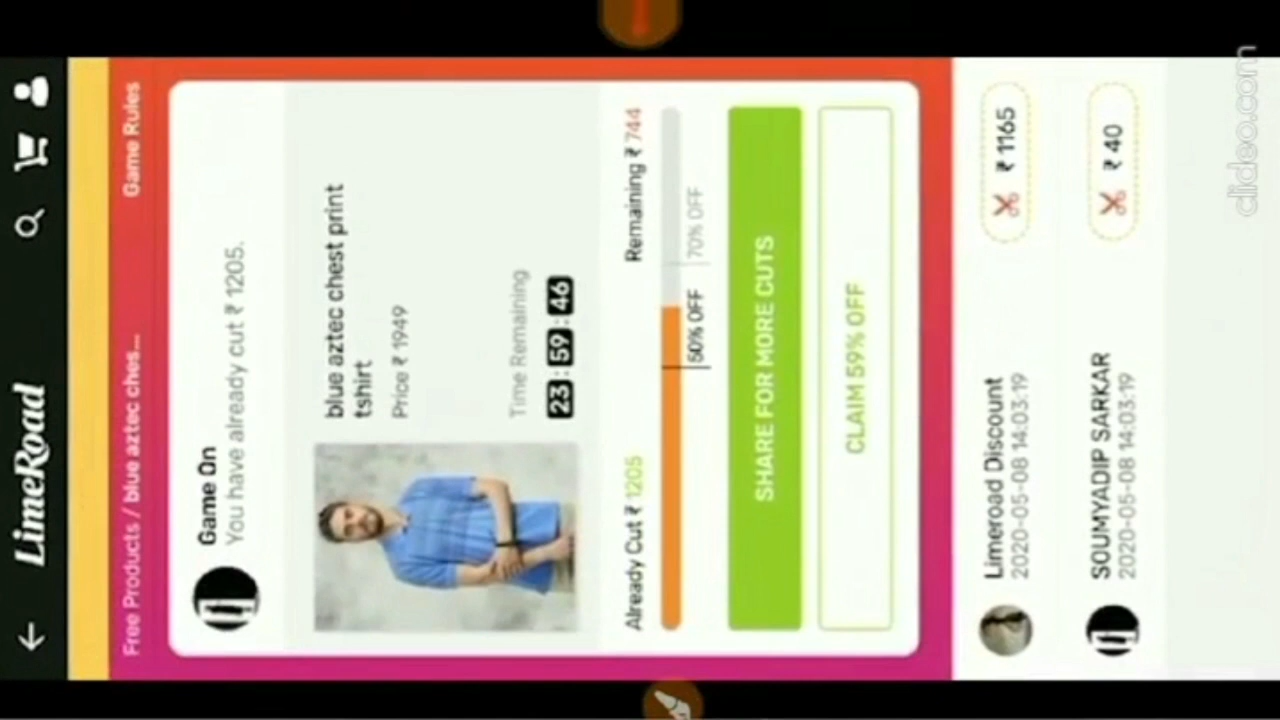 LimeRoad
Free Products / blue aztec ches...
Game Rules
Game On
You have already cut ₹ 1205.
blue aztec chest print
tshirt
Price ₹ 1949
Time Remaining
23 : 59 : 46
Already Cut ₹ 1205
Remaining ₹ 744
50% OFF
70% OFF
SHARE FOR MORE CUTS
CLAIM 59% OFF
Limeroad Discount
2020-05-08 14:03:19
₹ 1165
SOUMYADIP SARKAR
2020-05-08 14:03:19
₹ 40
clideo.com